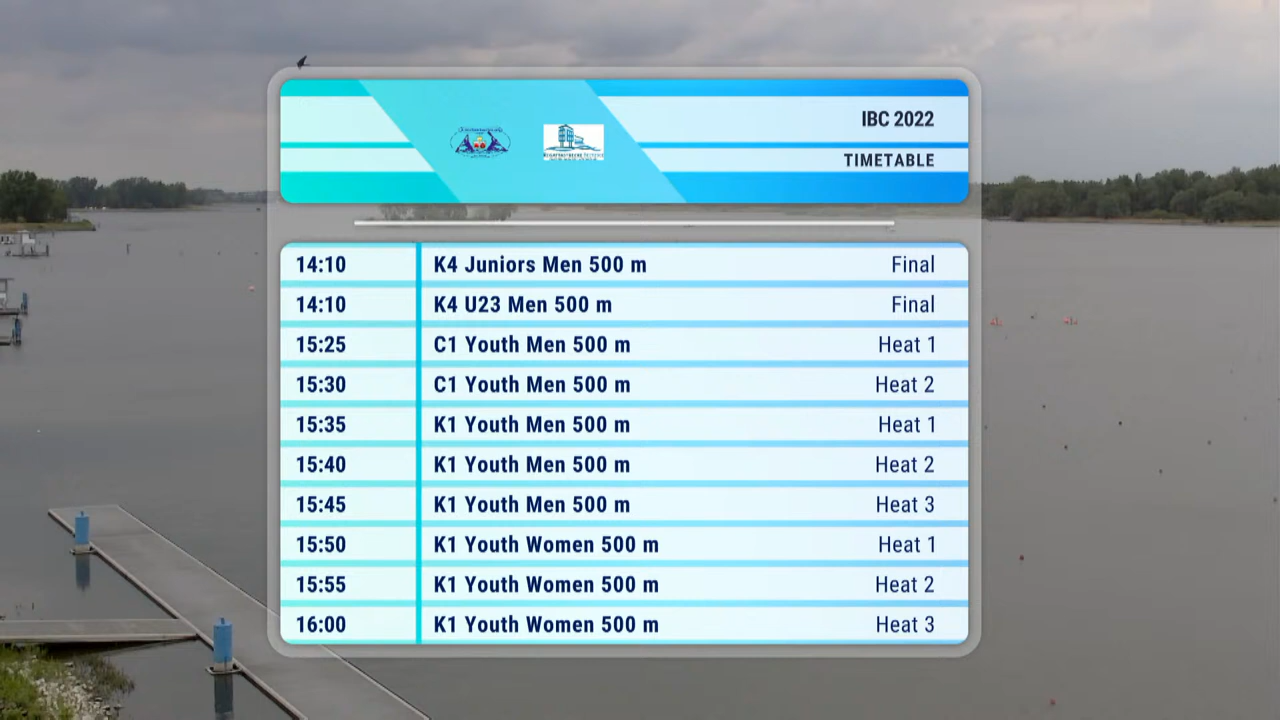 IBC 2022
TIMETABLE
14:10 K4 Juniors Men 500 m Final
14:10 K4 U23 Men 500 m Final
15:25 C1 Youth Men 500 m Heat 1
15:30 C1 Youth Men 500 m Heat 2
15:35 K1 Youth Men 500 m Heat 1
15:40 K1 Youth Men 500 m Heat 2
15:45 K1 Youth Men 500 m Heat 3
15:50 K1 Youth Women 500 m Heat 1
15:55 K1 Youth Women 500 m Heat 2
16:00 K1 Youth Women 500 m Heat 3